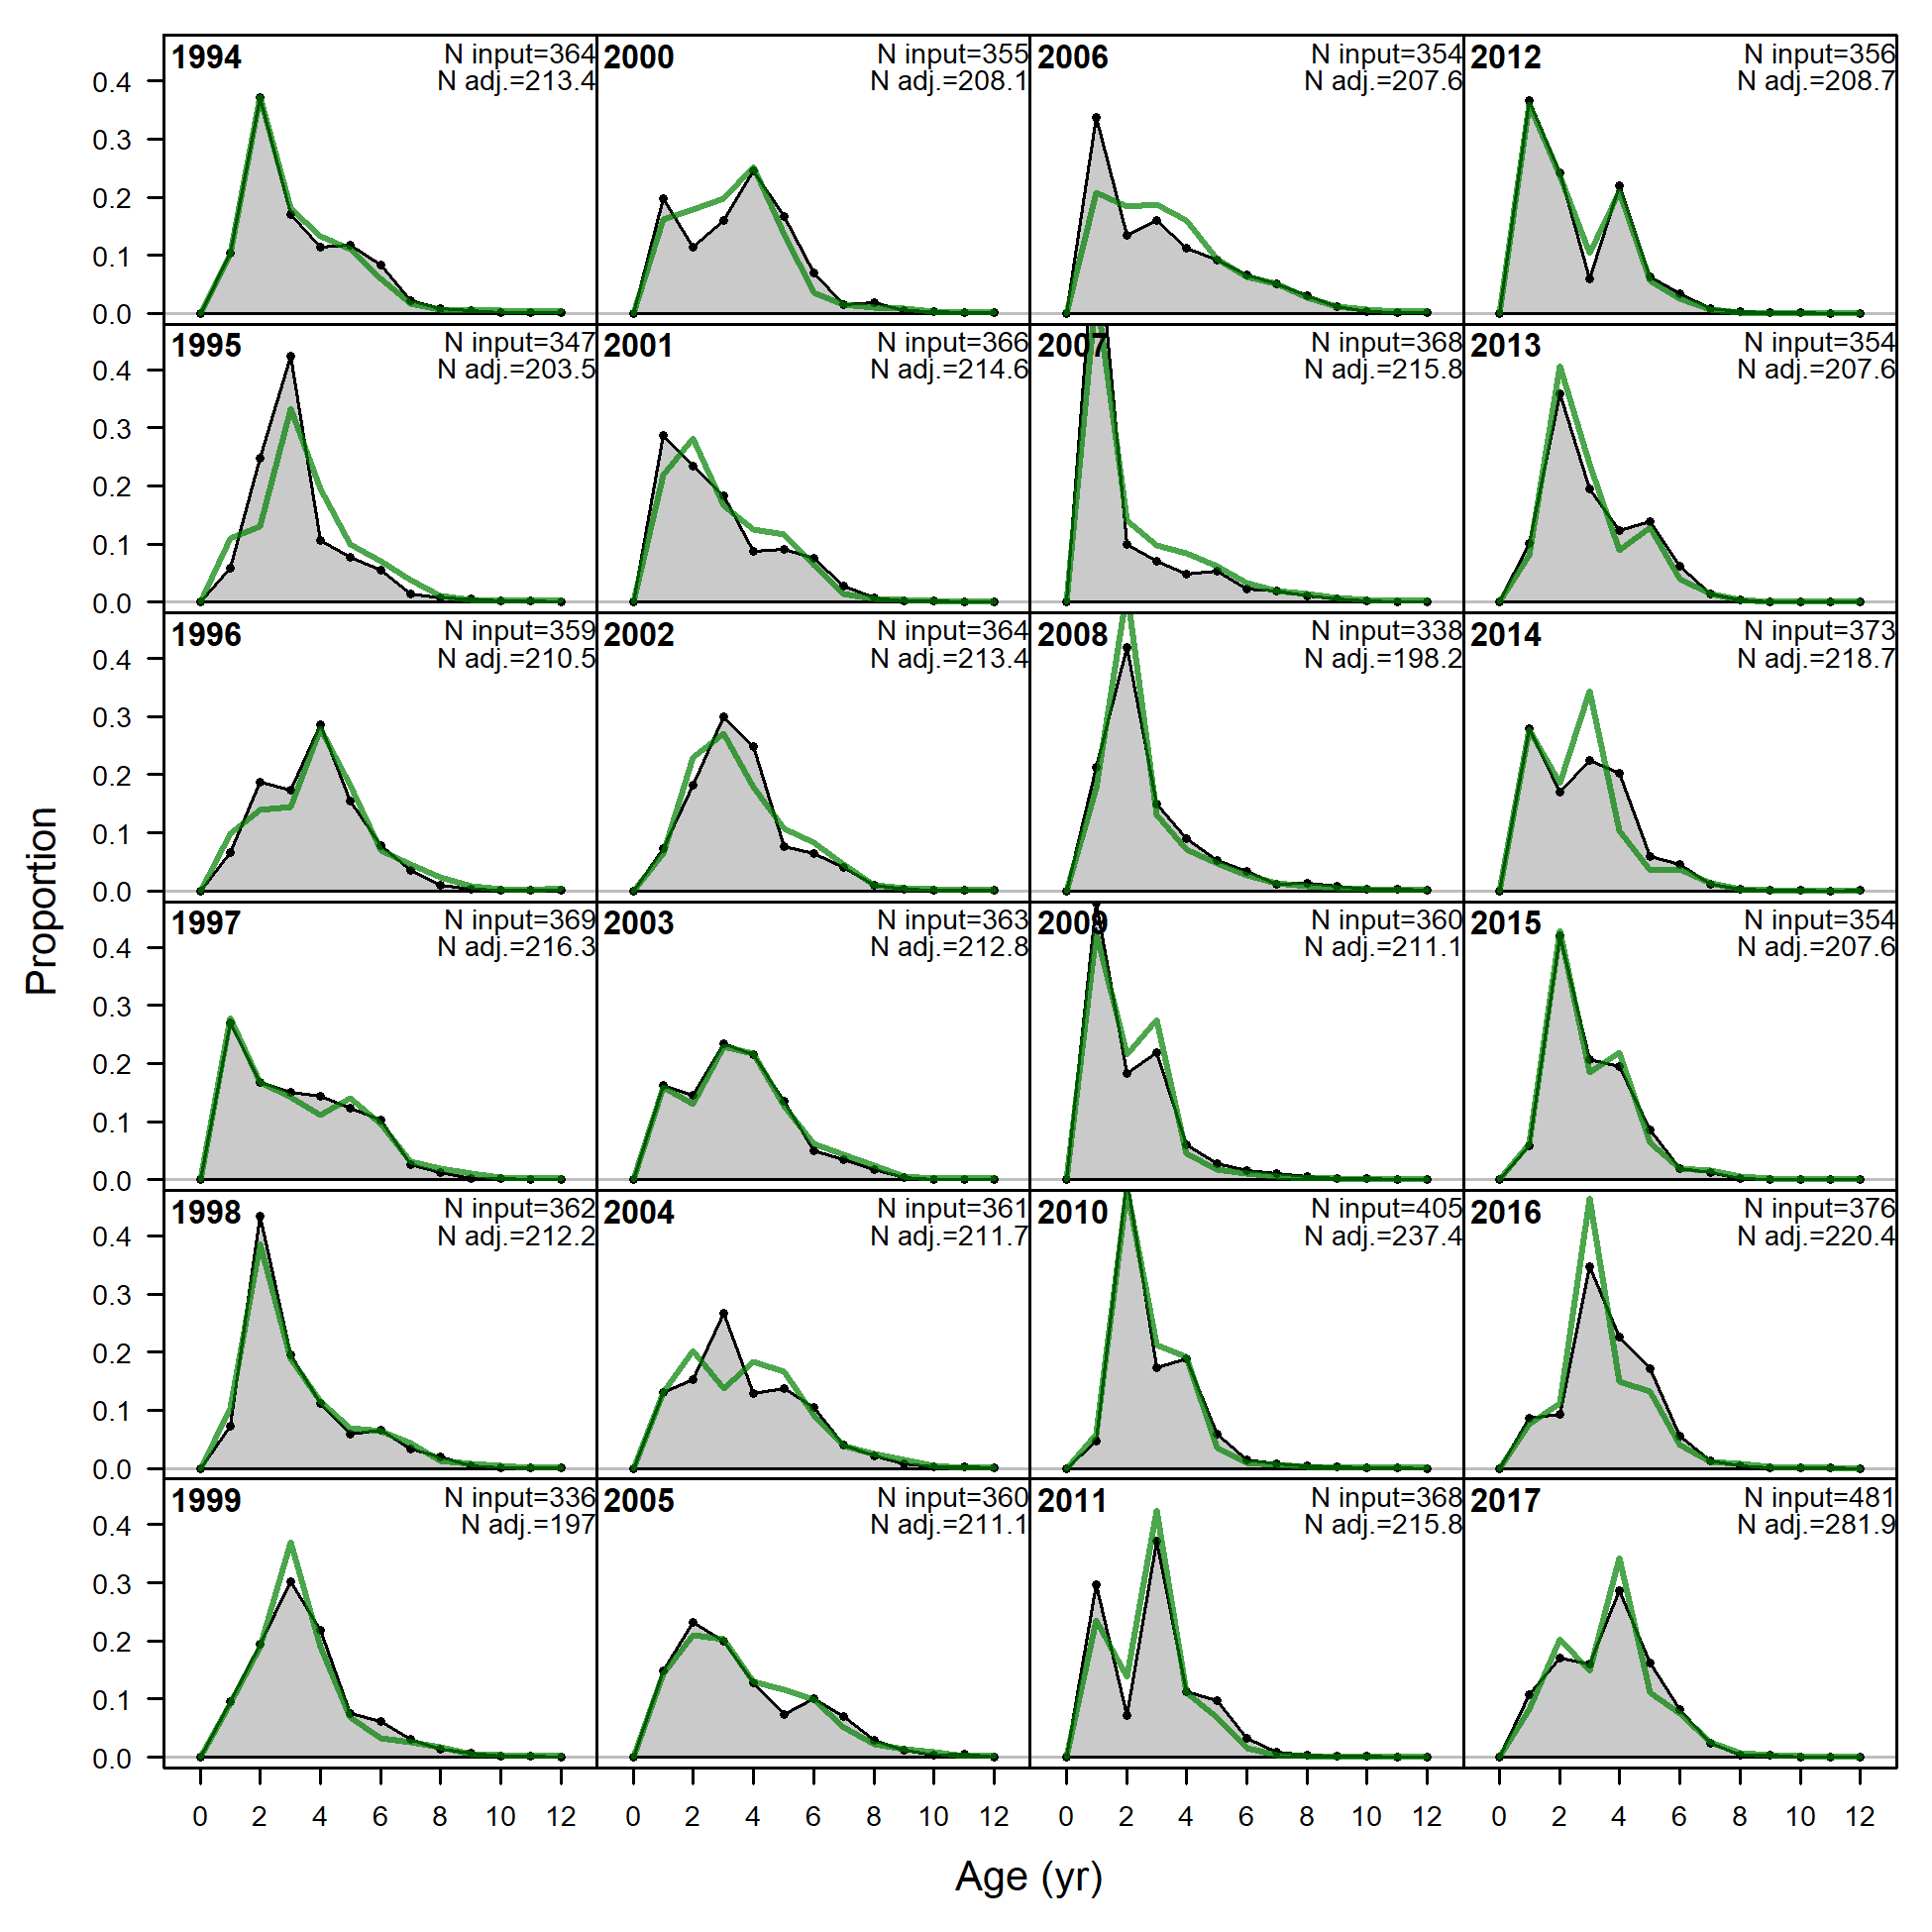 Proportion
1994
N input=364
N adj.=213.4
2000
N input=355
N adj.=208.1
2006
N input=354
N adj.=207.6
2012
N input=356
N adj.=208.7
0.4
0.3
0.2
0.1
0.0
1995
N input=347
N adj.=203.5
2001
N input=366
N adj.=214.6
2007
N input=368
N adj.=215.8
2013
N input=354
N adj.=207.6
0.4
0.3
0.2
0.1
0.0
1996
N input=359
N adj.=210.5
2002
N input=364
N adj.=213.4
2008
N input=338
N adj.=198.2
2014
N input=373
N adj.=218.7
0.4
0.3
0.2
0.1
0.0
1997
N input=369
N adj.=216.3
2003
N input=363
N adj.=212.8
2009
N input=360
N adj.=211.1
2015
N input=354
N adj.=207.6
0.4
0.3
0.2
0.1
0.0
1998
N input=362
N adj.=212.2
2004
N input=361
N adj.=211.7
2010
N input=405
N adj.=237.4
2016
N input=376
N adj.=220.4
0.4
0.3
0.2
0.1
0.0
1999
N input=336
N adj.=197
2005
N input=360
N adj.=211.1
2011
N input=368
N adj.=215.8
2017
N input=481
N adj.=281.9
0.4
0.3
0.2
0.1
0.0
0 2 4 6 8 10 12
0 2 4 6 8 10 12
0 2 4 6 8 10 12
0 2 4 6 8 10 12
Age (yr)